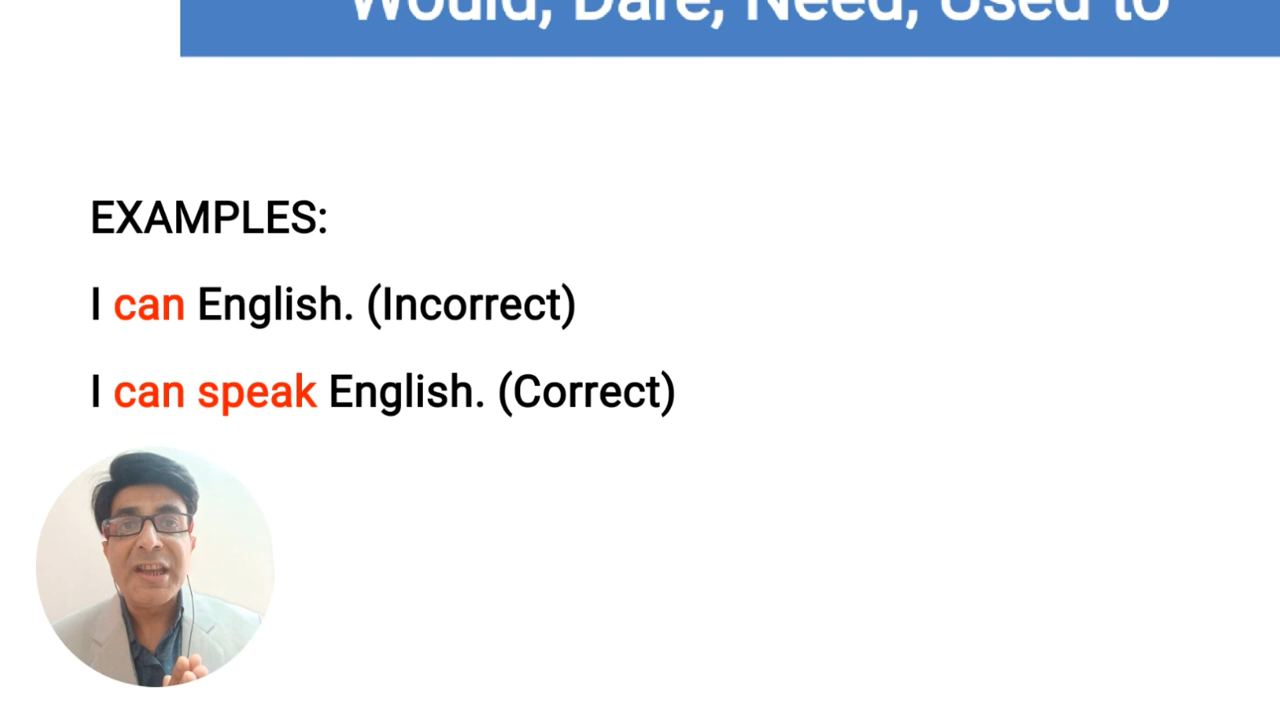 Would, Dare, Need, Used to
EXAMPLES:
I can English. (Incorrect)
I can speak English. (Correct)